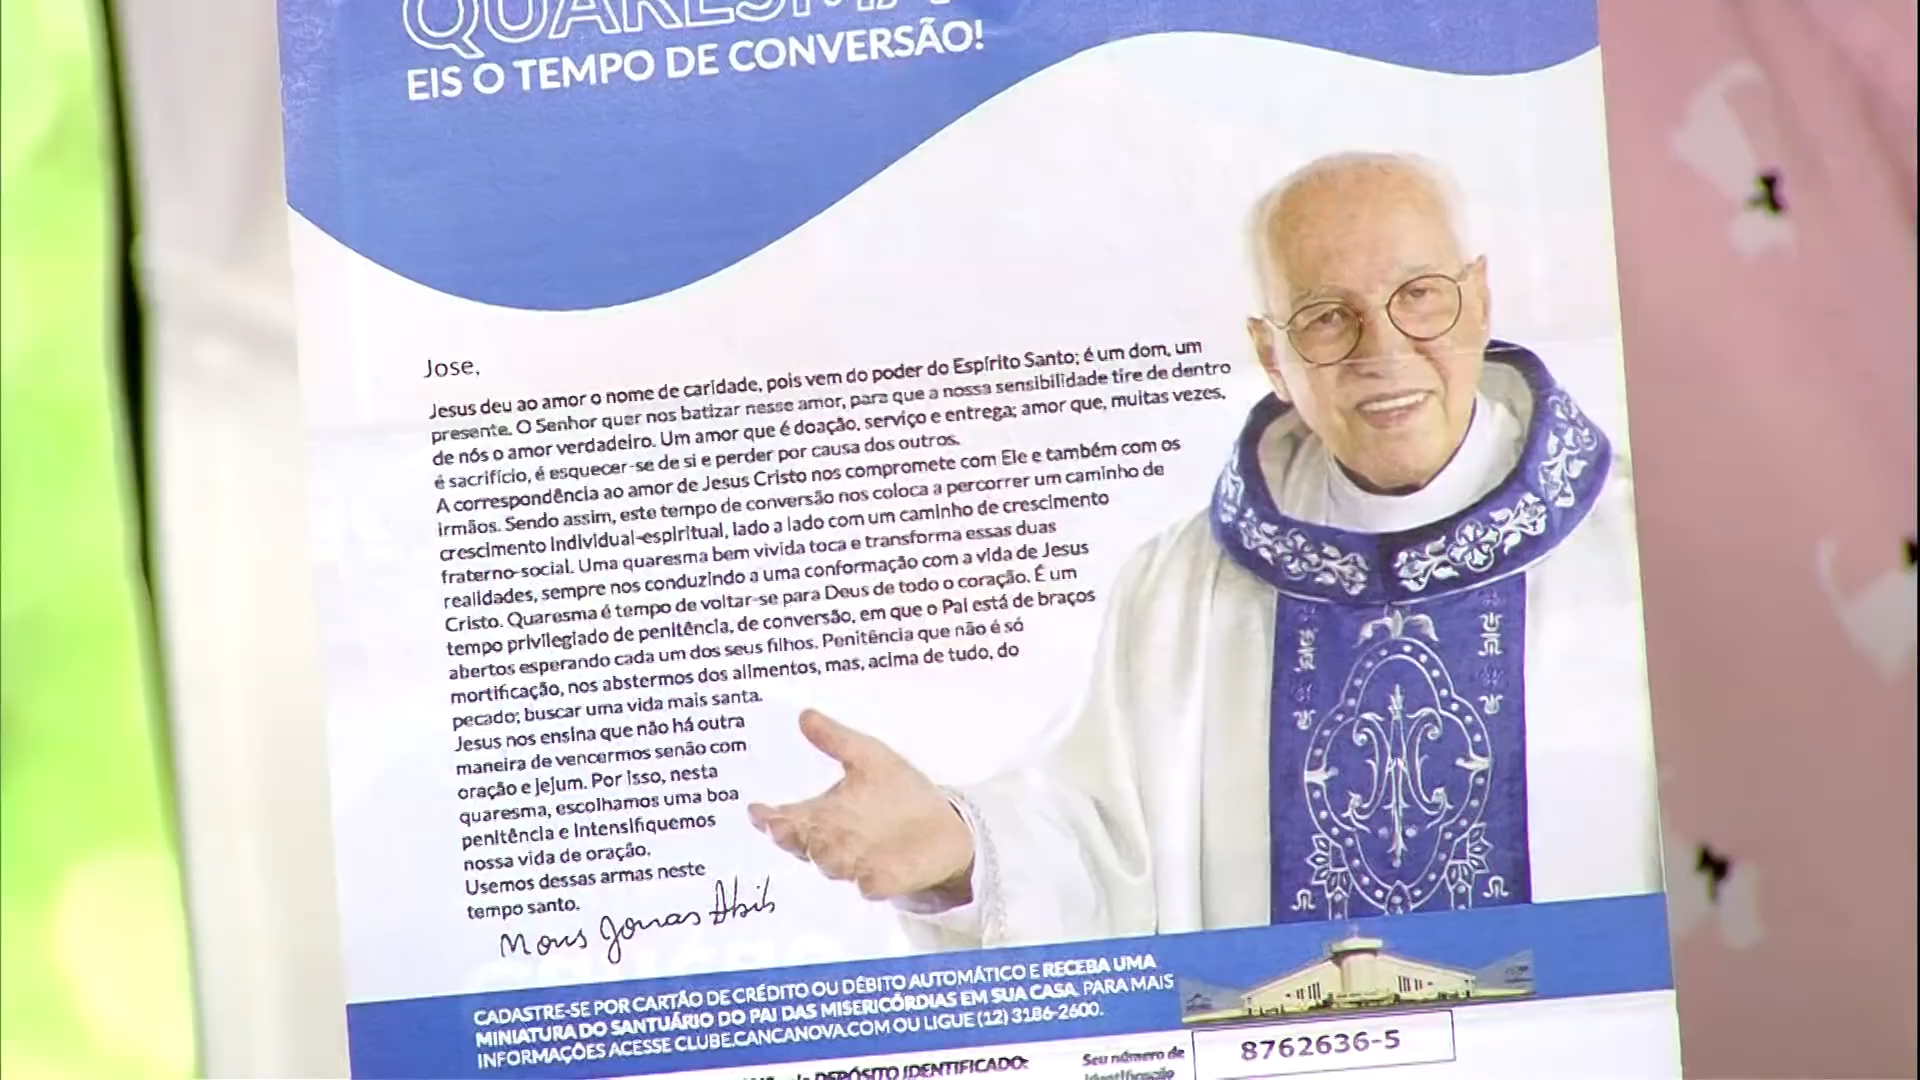 QUARESMA
EIS O TEMPO DE CONVERSÃO!
Jose,
Jesus deu ao amor o nome de caridade, pois vem do poder do Espírito Santo; é um dom, um
presente. O Senhor quer nos batizar nesse amor, para que a nossa sensibilidade tire de dentro
de nós o amor verdadeiro. Um amor que é doação, serviço e entrega; amor que, muitas vezes,
é sacrifício, é esquecer-se de si e perder por causa dos outros.
A correspondência ao amor de Jesus Cristo nos compromete com Ele e também com os
irmãos. Sendo assim, este tempo de conversão nos coloca a percorrer um caminho de
crescimento individual-espiritual, lado a lado com um caminho de crescimento
fraterno-social. Uma quaresma bem vivida toca e transforma essas duas
realidades, sempre nos conduzindo a uma conformação com a vida de Jesus
Cristo. Quaresma é tempo de voltar-se para Deus de todo o coração. É um
tempo privilegiado de penitência, de conversão, em que o Pai está de braços
abertos esperando cada um dos seus filhos. Penitência que não é só
mortificação, nos abstermos dos alimentos, mas, acima de tudo, do
pecado; buscar uma vida mais santa.
Jesus nos ensina que não há outra
maneira de vencermos senão com
oração e jejum. Por isso, nesta
quaresma, escolhamos uma boa
penitência e intensifiquemos
nossa vida de oração.
Usemos dessas armas neste
tempo santo.
Mons Jonas Abib
CADASTRE-SE POR CARTÃO DE CRÉDITO OU DÉBITO AUTOMÁTICO E RECEBA UMA
MINIATURA DO SANTUÁRIO DO PAI DAS MISERICÓRDIAS EM SUA CASA. PARA MAIS
INFORMAÇÕES ACESSE CLUBE.CANCANOVA.COM OU LIGUE (12) 3186-2600.
DEPÓSITO IDENTIFICADO:
Seu número de
identificação
8762636-5